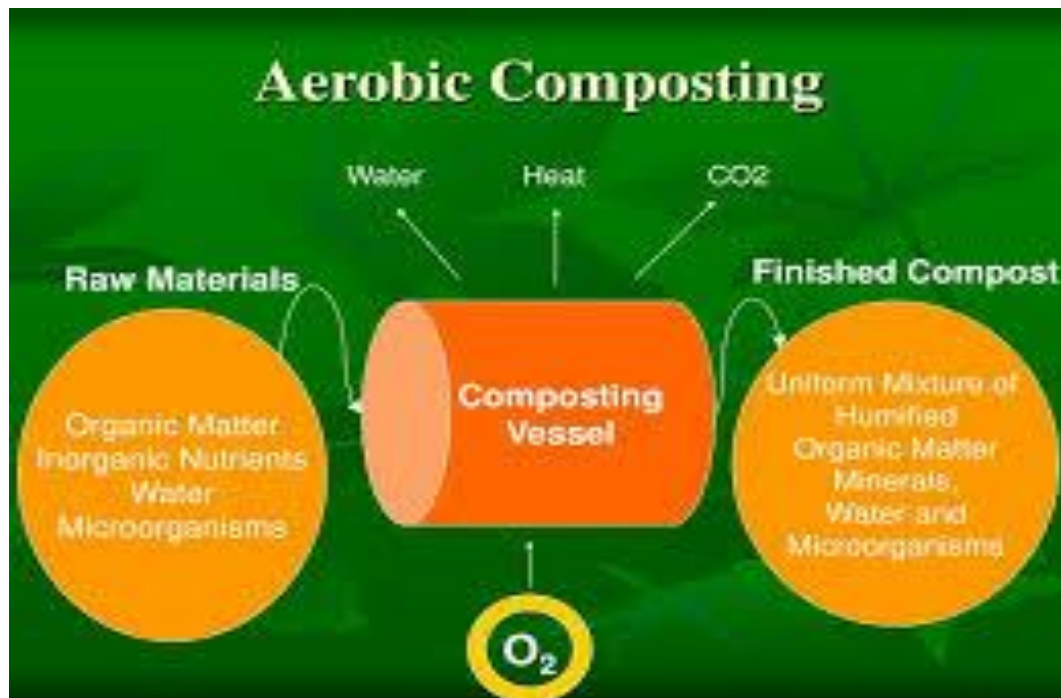 Aerobic Composting
Water
Heat
CO2
Raw Materials
Finished Compost
Organic Matter
Inorganic Nutrients
Water
Microorganisms
Composting
Vessel
Uniform Mixture of
Humified
Organic Matter
Minerals,
Water and
Microorganisms
O₂